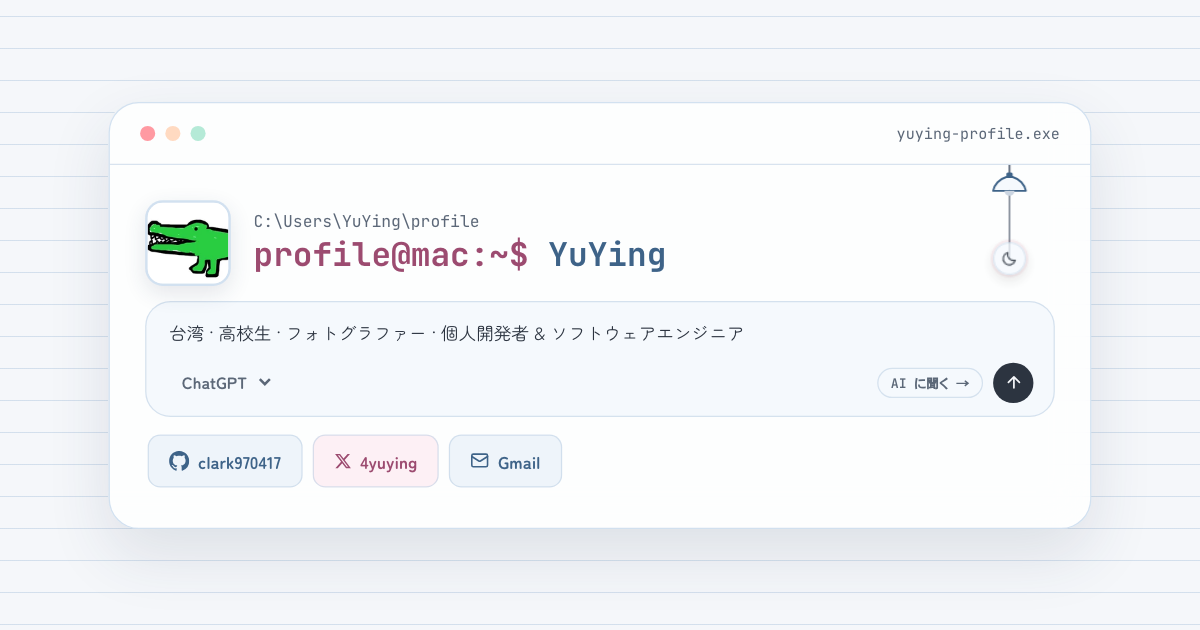 yuying-profile.exe
C:\Users\YuYing\profile
profile@mac:~$ YuYing
台湾 · 高校生 · フォトグラファー · 個人開発者 & ソフトウェアエンジニア
ChatGPT
AI に聞く →
clark970417
4yuying
Gmail